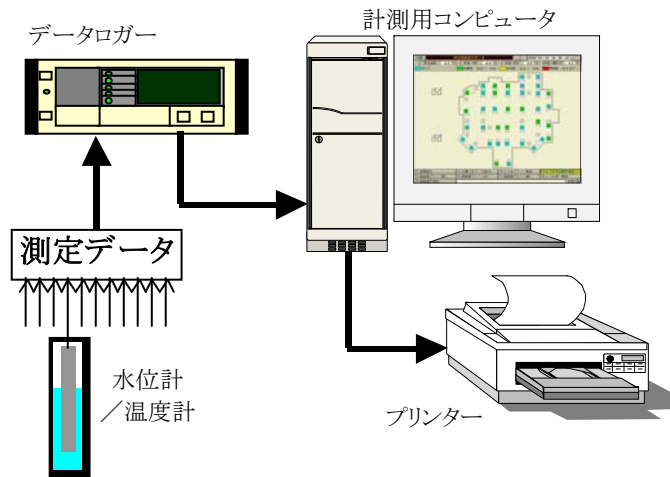 データロガー
計測用コンピュータ
測定データ
水位計
／温度計
プリンター